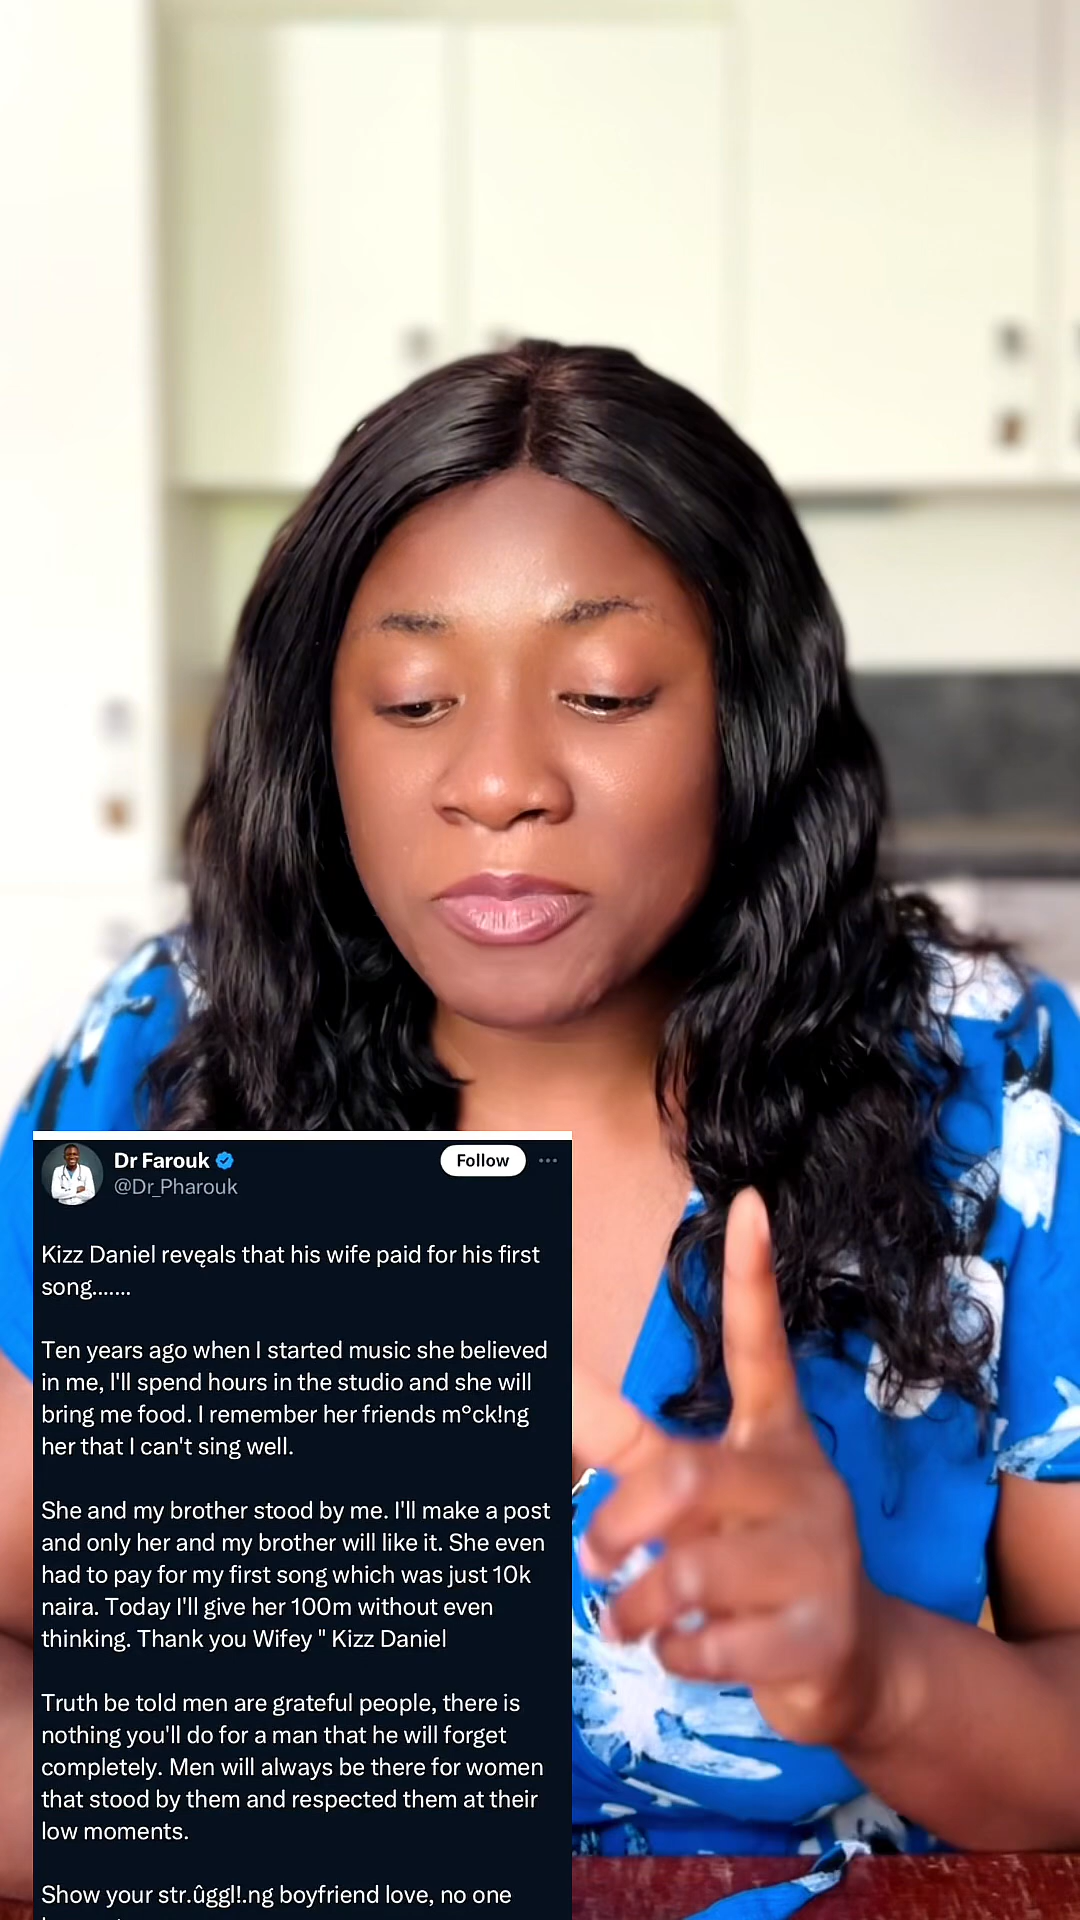 Dr Farouk
Follow
@Dr_Pharouk
Kizz Daniel revęals that his wife paid for his first
song.......
Ten years ago when I started music she believed
in me, I'll spend hours in the studio and she will
bring me food. I remember her friends m°ck!ng
her that I can't sing well.
She and my brother stood by me. I'll make a post
and only her and my brother will like it. She even
had to pay for my first song which was just 10k
naira. Today I'll give her 100m without even
thinking. Thank you Wifey " Kizz Daniel
Truth be told men are grateful people, there is
nothing you'll do for a man that he will forget
completely. Men will always be there for women
that stood by them and respected them at their
low moments.
Show your str.ûggl!.ng boyfriend love, no one